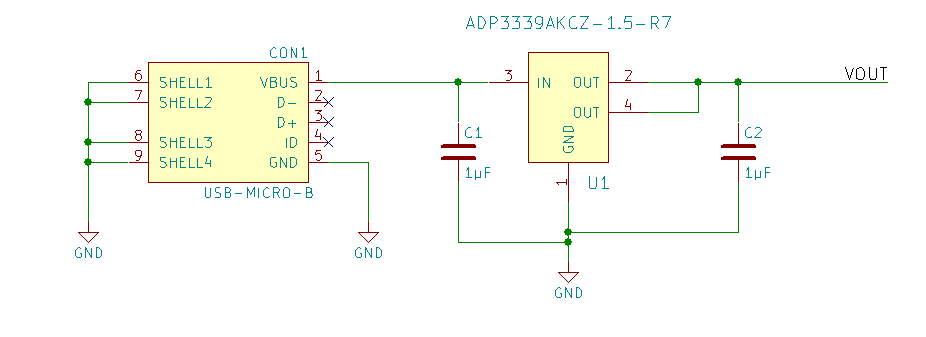 ADP3339AKCZ-1.5-R7
CON1
6 SHELL1 VBUS 1
7 SHELL2 D- 2
D+ 3
8 SHELL3 ID 4
9 SHELL4 GND 5
USB-MICRO-B
GND
GND
3 IN OUT 2
OUT 4
GND
1
U1
C1
1µF
C2
1µF
VOUT
GND